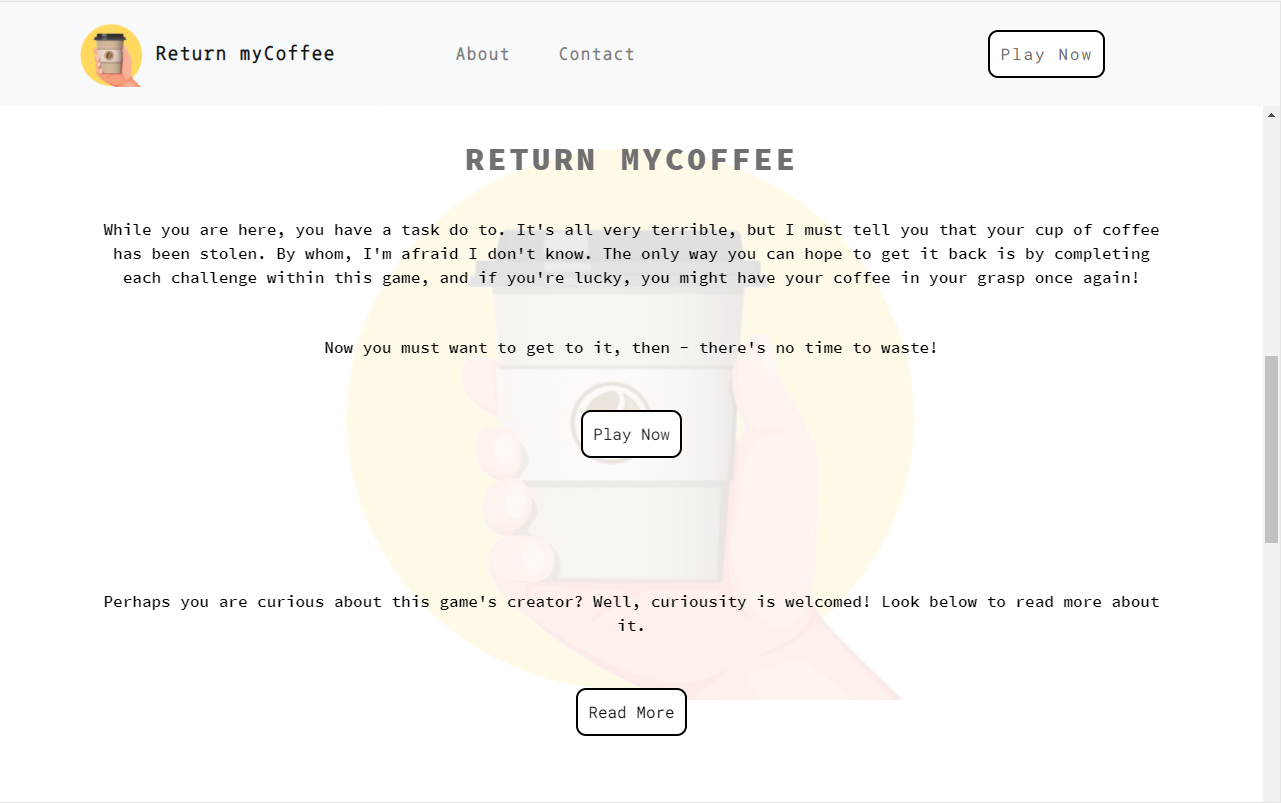 Return myCoffee
About
Contact
Play Now
RETURN MYCOFFEE
While you are here, you have a task do to. It's all very terrible, but I must tell you that your cup of coffee
has been stolen. By whom, I'm afraid I don't know. The only way you can hope to get it back is by completing
each challenge within this game, and if you're lucky, you might have your coffee in your grasp once again!
Now you must want to get to it, then - there's no time to waste!
Play Now
Perhaps you are curious about this game's creator? Well, curiousity is welcomed! Look below to read more about
it.
Read More